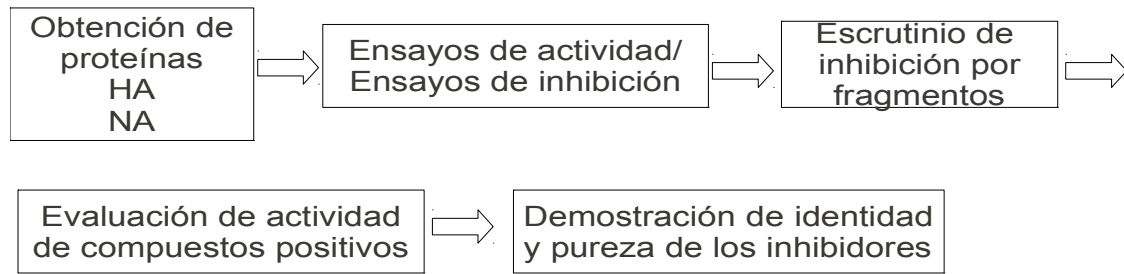 Obtención de
proteínas
HA
NA
Ensayos de actividad/
Ensayos de inhibición
Escrutinio de
inhibición por
fragmentos
Evaluación de actividad
de compuestos positivos
Demostración de identidad
y pureza de los inhibidores